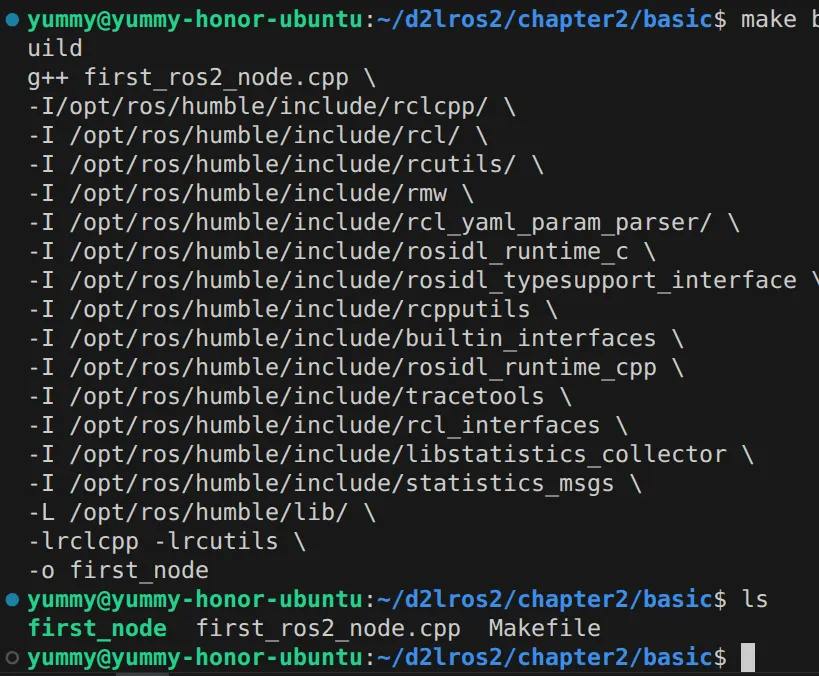 yummy@yummy-honor-ubuntu:~/d2lros2/chapter2/basic$ make b
uild
g++ first_ros2_node.cpp \
-I/opt/ros/humble/include/rclcpp/ \
-I /opt/ros/humble/include/rcl/ \
-I /opt/ros/humble/include/rcutils/ \
-I /opt/ros/humble/include/rmw \
-I /opt/ros/humble/include/rcl_yaml_param_parser/ \
-I /opt/ros/humble/include/rosidl_runtime_c \
-I /opt/ros/humble/include/rosidl_typesupport_interface \
-I /opt/ros/humble/include/rcpputils \
-I /opt/ros/humble/include/builtin_interfaces \
-I /opt/ros/humble/include/rosidl_runtime_cpp \
-I /opt/ros/humble/include/tracetools \
-I /opt/ros/humble/include/rcl_interfaces \
-I /opt/ros/humble/include/libstatistics_collector \
-I /opt/ros/humble/include/statistics_msgs \
-L /opt/ros/humble/lib/ \
-lrclcpp -lrcutils \
-o first_node
yummy@yummy-honor-ubuntu:~/d2lros2/chapter2/basic$ ls
first_node  first_ros2_node.cpp  Makefile
yummy@yummy-honor-ubuntu:~/d2lros2/chapter2/basic$